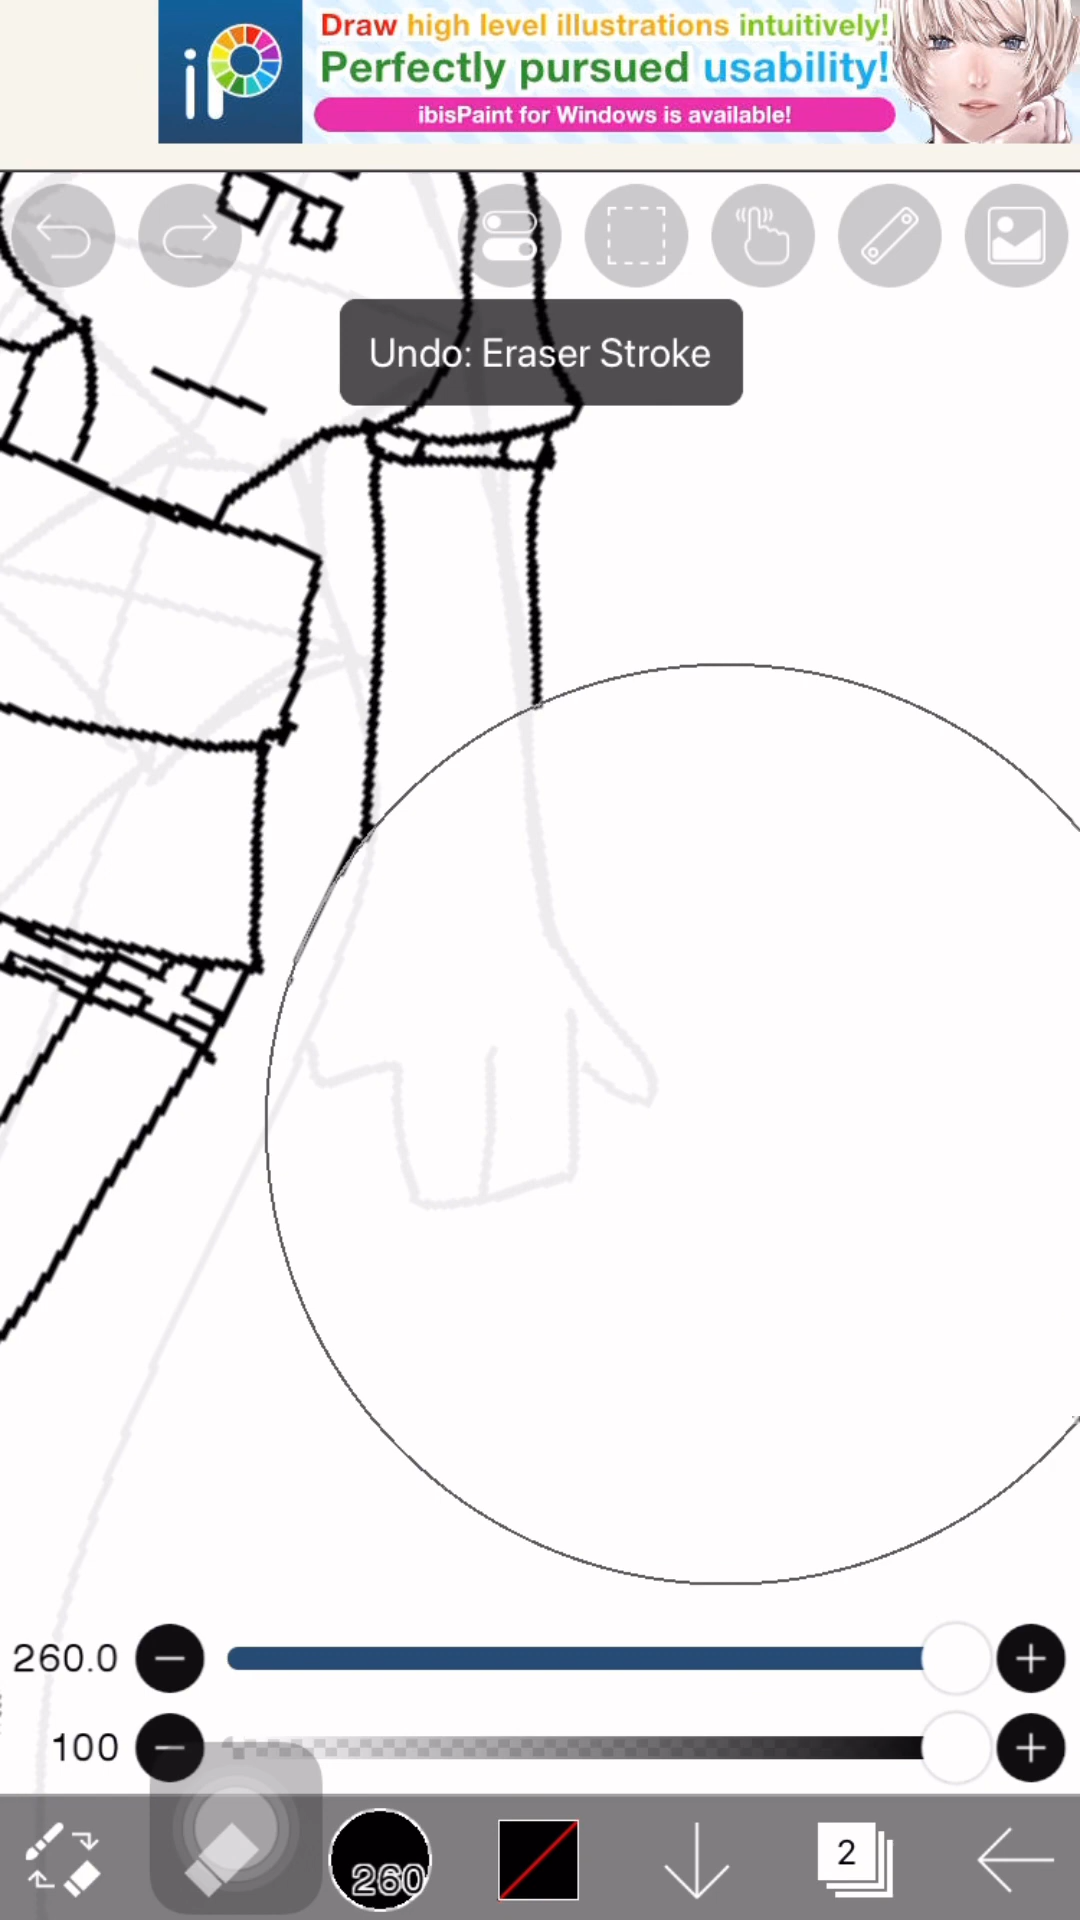 iP
Draw high level illustrations intuitively!
Perfectly pursued usability!
ibisPaint for Windows is available!
Undo: Eraser Stroke
260.0
100
260
2